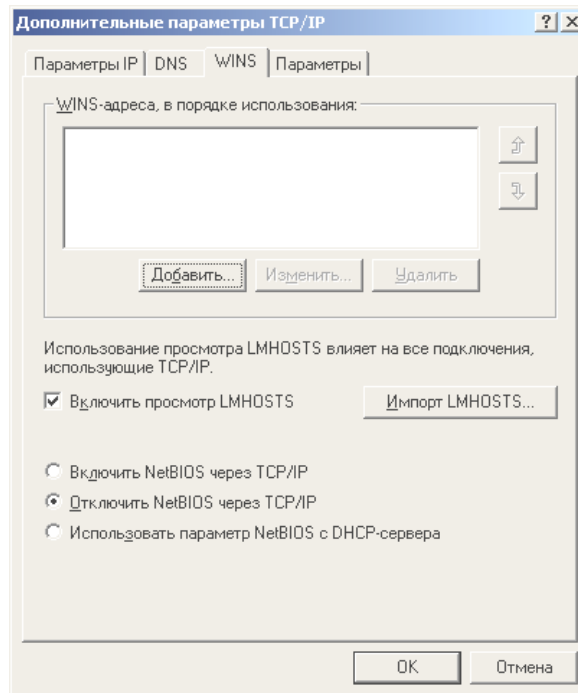 Дополнительные параметры TCP/IP
Параметры IP DNS WINS Параметры
WINS-адреса, в порядке использования:
Добавить... Изменить... Удалить
Использование просмотра LMHOSTS влияет на все подключения,
использующие TCP/IP.
Включить просмотр LMHOSTS Импорт LMHOSTS...
Включить NetBIOS через TCP/IP
Отключить NetBIOS через TCP/IP
Использовать параметр NetBIOS с DHCP-сервера
OK Отмена